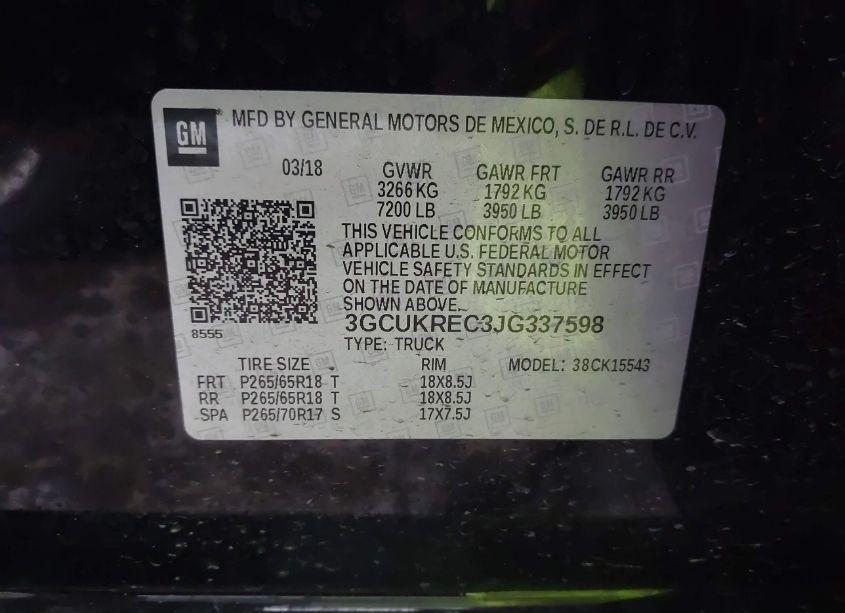 GM
MFD BY GENERAL MOTORS DE MEXICO, S. DE R.L. DE C.V.
03/18 GVWR GAWR FRT GAWR RR
3266 KG 1792 KG 1792 KG
7200 LB 3950 LB 3950 LB
THIS VEHICLE CONFORMS TO ALL
APPLICABLE U.S. FEDERAL MOTOR
VEHICLE SAFETY STANDARDS IN EFFECT
ON THE DATE OF MANUFACTURE
SHOWN ABOVE.
8555
3GCUKREC3JG337598
TYPE: TRUCK
TIRE SIZE RIM MODEL: 38CK15543
FRT P265/65R18 T 18X8.5J
RR P265/65R18 T 18X8.5J
SPA P265/70R17 S 17X7.5J